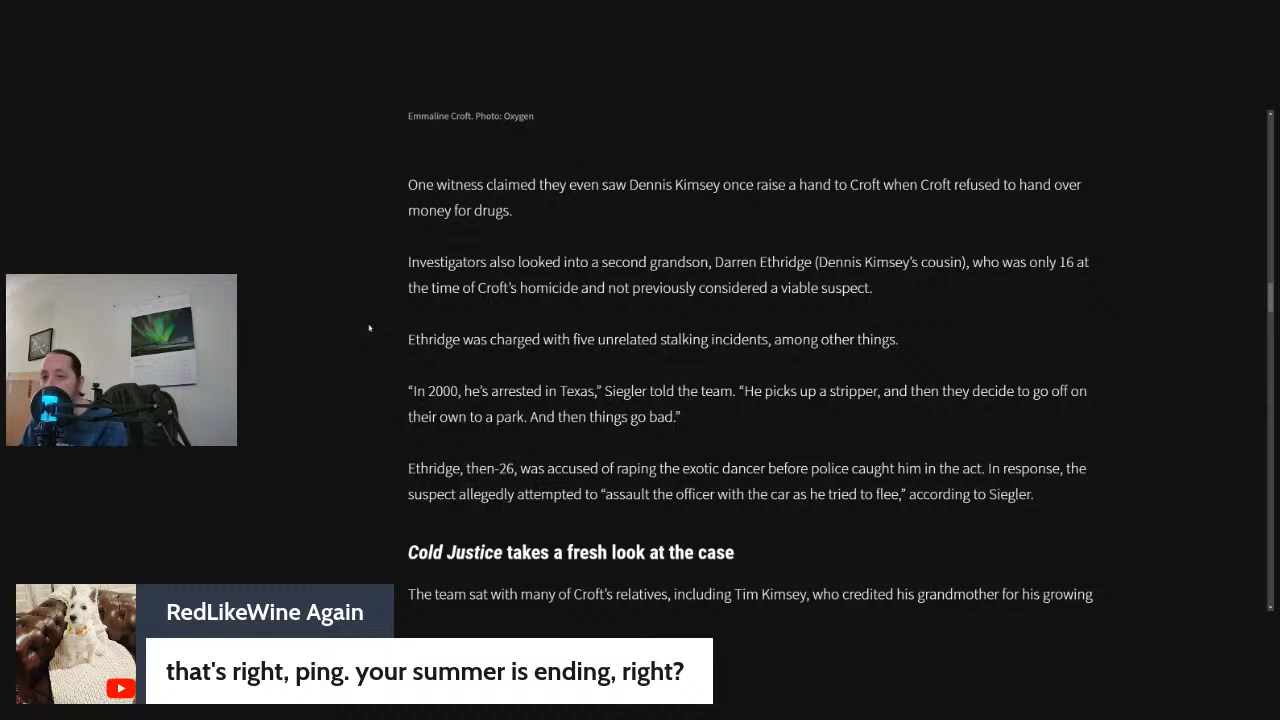 Emmaline Croft. Photo: Oxygen
One witness claimed they even saw Dennis Kimsey once raise a hand to Croft when Croft refused to hand over
money for drugs.
Investigators also looked into a second grandson, Darren Ethridge (Dennis Kimsey’s cousin), who was only 16 at
the time of Croft’s homicide and not previously considered a viable suspect.
Ethridge was charged with five unrelated stalking incidents, among other things.
“In 2000, he’s arrested in Texas,” Siegler told the team. “He picks up a stripper, and then they decide to go off on
their own to a park. And then things go bad.”
Ethridge, then-26, was accused of raping the exotic dancer before police caught him in the act. In response, the
suspect allegedly attempted to “assault the officer with the car as he tried to flee,” according to Siegler.
Cold Justice takes a fresh look at the case
The team sat with many of Croft’s relatives, including Tim Kimsey, who credited his grandmother for his growing
RedLikeWine Again
that's right, ping. your summer is ending, right?